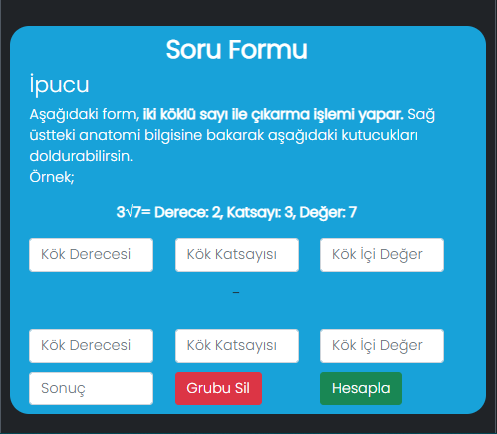 Soru Formu
İpucu
Aşağıdaki form, iki köklü sayı ile çıkarma işlemi yapar. Sağ
üstteki anatomi bilgisine bakarak aşağıdaki kutucukları
doldurabilirsin.
Örnek;
3√7= Derece: 2, Katsayı: 3, Değer: 7
Kök Derecesi Kök Katsayısı Kök İçi Değer
-
Kök Derecesi Kök Katsayısı Kök İçi Değer
Sonuç Grubu Sil Hesapla